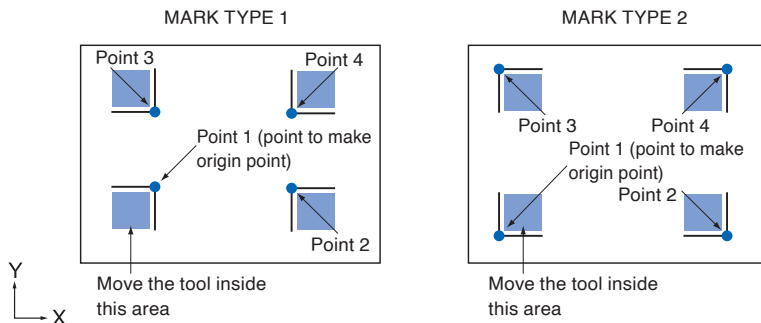 MARK TYPE 1
Point 3
Point 4
Point 1 (point to make
origin point)
Point 2
Move the tool inside
this area
Y
X
MARK TYPE 2
Point 3
Point 4
Point 1 (point to make
origin point)
Point 2
Move the tool inside
this area